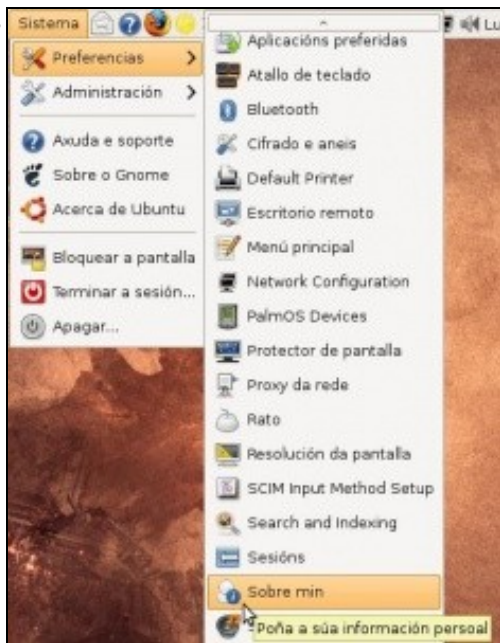 Sistema
Lu
Preferencias
Administración
Axuda e soporte
Sobre o Gnome
Acerca de Ubuntu
Bloquear a pantalla
Terminar a sesión...
Apagar...
Aplicacións preferidas
Atallo de teclado
Bluetooth
Cifrado e aneis
Default Printer
Escritorio remoto
Menú principal
Network Configuration
PalmOS Devices
Protector de pantalla
Proxy da rede
Rato
Resolución da pantalla
SCIM Input Method Setup
Search and Indexing
Sesións
Sobre min
Poña a súa información persoal